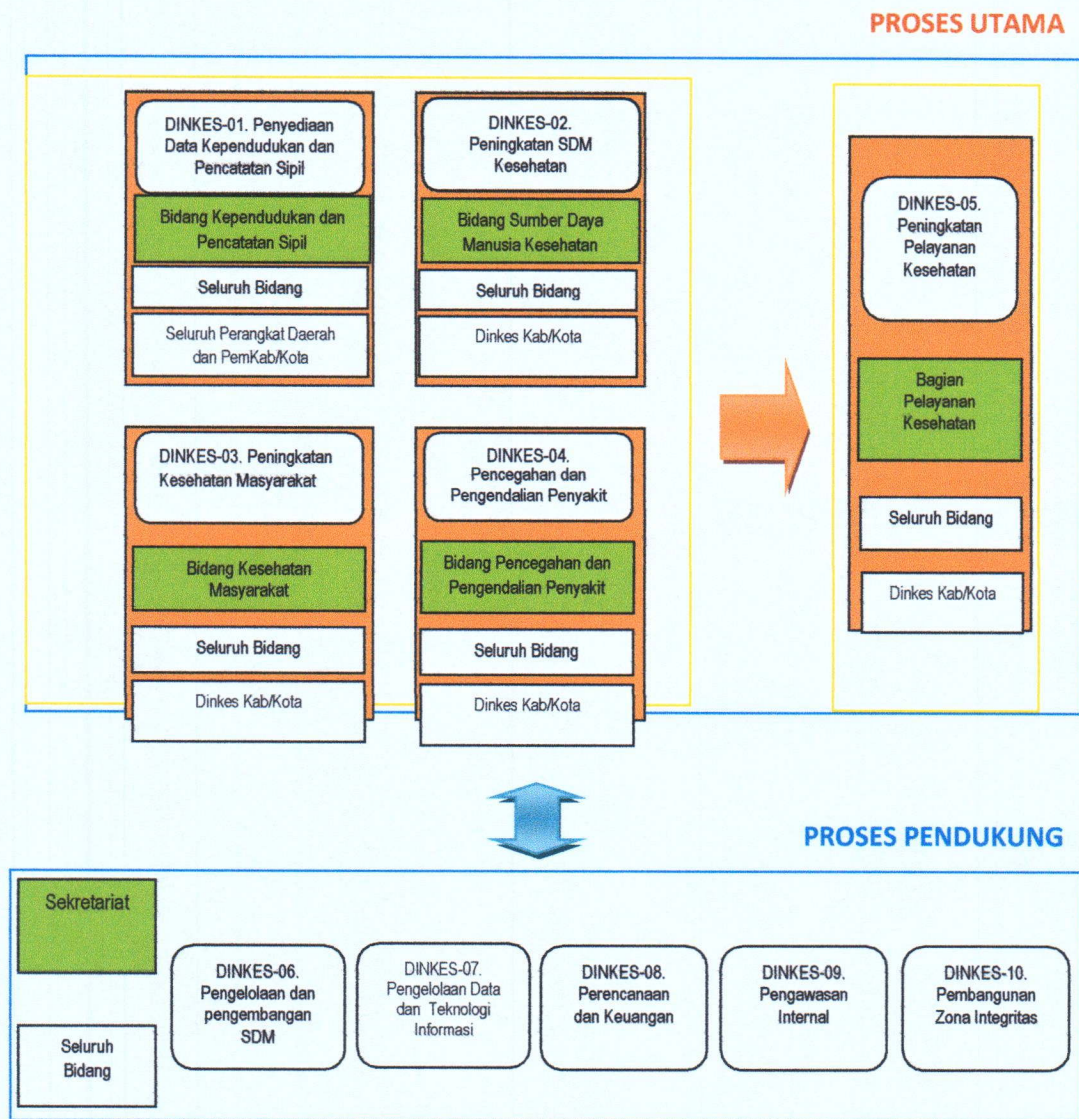 PROSES UTAMA
DINKES-01. Penyediaan
Data Kependudukan dan
Pencatatan Sipil
Bidang Kependudukan dan
Pencatatan Sipil
Seluruh Bidang
Seluruh Perangkat Daerah
dan PemKab/Kota
DINKES-02.
Peningkatan SDM
Kesehatan
Bidang Sumber Daya
Manusia Kesehatan
Seluruh Bidang
Dinkes Kab/Kota
DINKES-03. Peningkatan
Kesehatan Masyarakat
Bidang Kesehatan
Masyarakat
Seluruh Bidang
Dinkes Kab/Kota
DINKES-04.
Pencegahan dan
Pengendalian Penyakit
Bidang Pencegahan dan
Pengendalian Penyakit
Seluruh Bidang
Dinkes Kab/Kota
DINKES-05.
Peningkatan
Pelayanan
Kesehatan
Bagian
Pelayanan
Kesehatan
Seluruh Bidang
Dinkes Kab/Kota
PROSES PENDUKUNG
Sekretariat
Seluruh
Bidang
DINKES-06.
Pengelolaan dan
pengembangan
SDM
DINKES-07.
Pengelolaan Data
dan Teknologi
Informasi
DINKES-08.
Perencanaan
dan Keuangan
DINKES-09.
Pengawasan
Internal
DINKES-10.
Pembangunan
Zona Integritas